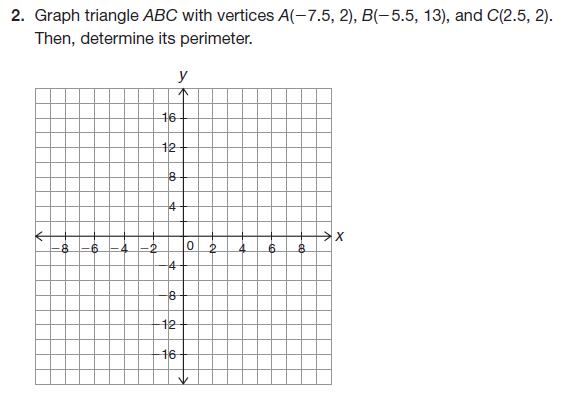 2. Graph triangle ABC with vertices A(−7.5, 2), B(−5.5, 13), and C(2.5, 2).
Then, determine its perimeter.
y
16
12
8
4
x
−8 −6 −4 −2 0 2 4 6 8
−4
−8
−12
−16